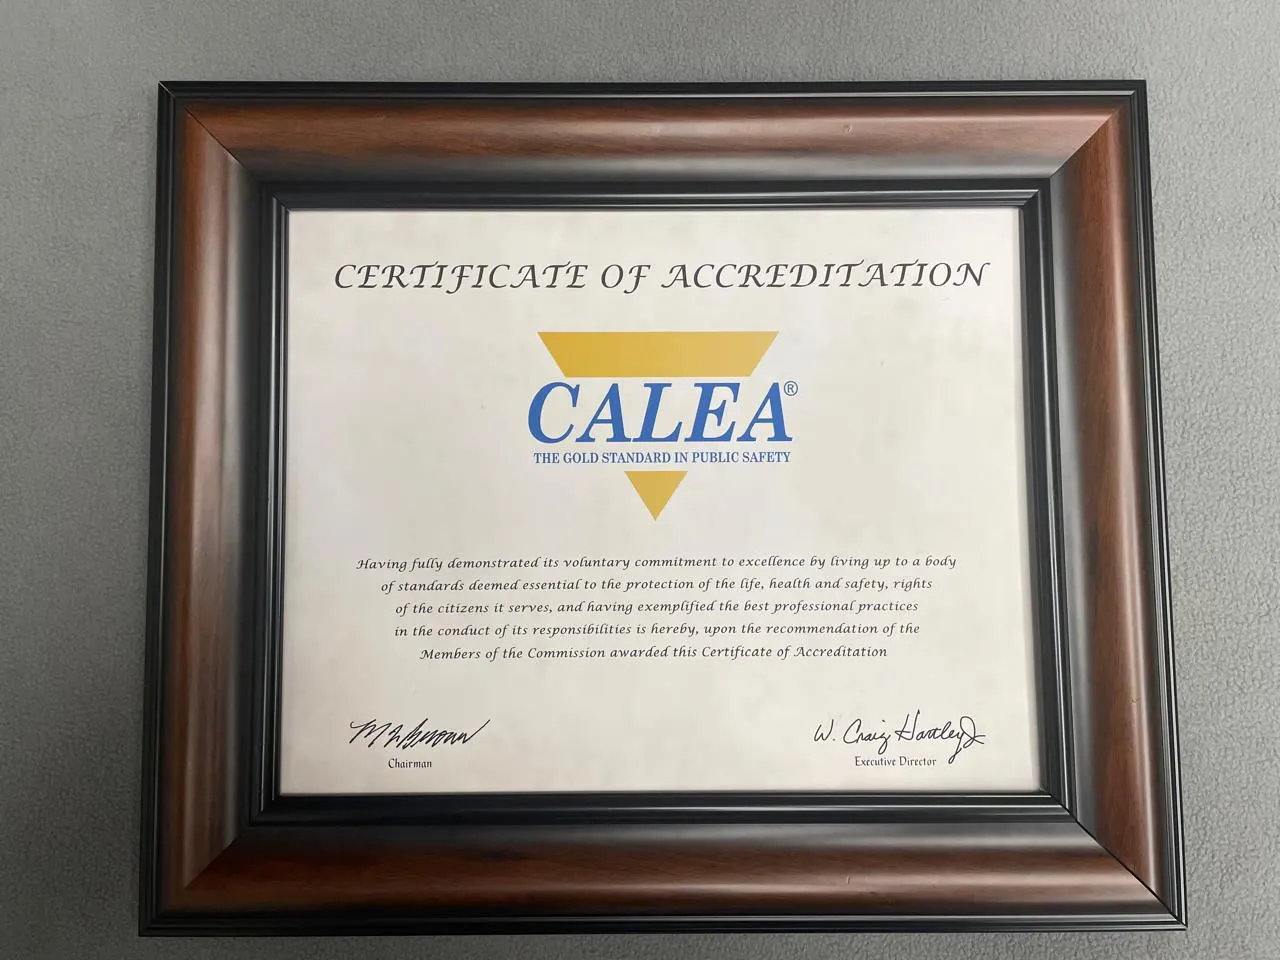 CERTIFICATE OF ACCREDITATION
CALEA®
THE GOLD STANDARD IN PUBLIC SAFETY
Having fully demonstrated its voluntary commitment to excellence by living up to a body
of standards deemed essential to the protection of the life, health and safety, rights
of the citizens it serves, and having exemplified the best professional practices
in the conduct of its responsibilities is hereby, upon the recommendation of the
Members of the Commission awarded this Certificate of Accreditation
W. Craig Hartley Jr
Chairman
Executive Director